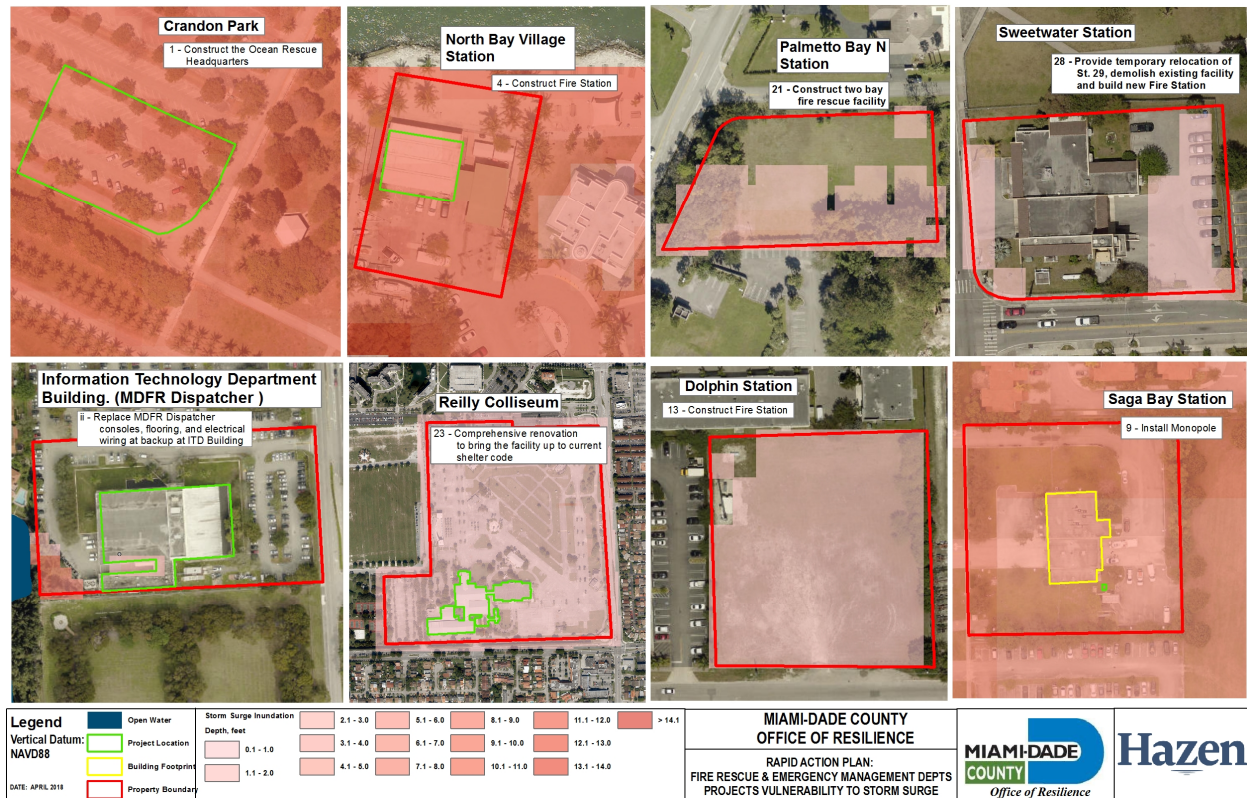 Crandon Park
1 - Construct the Ocean Rescue
Headquarters
North Bay Village
Station
4 - Construct Fire Station
Palmetto Bay N
Station
21 - Construct two bay
fire rescue facility
Sweetwater Station
28 - Provide temporary relocation of
St. 29, demolish existing facility
and build new Fire Station
Information Technology Department
Building. (MDFR Dispatcher )
ii - Replace MDFR Dispatcher
consoles, flooring, and electrical
wiring at backup at ITD Building
Reilly Colliseum
23 - Comprehensive renovation
to bring the facility up to current
shelter code
Dolphin Station
13 - Construct Fire Station
Saga Bay Station
9 - Install Monopole
Legend
Vertical Datum:
NAVD88
DATE: APRIL 2018
Open Water
Project Location
Building Footprint
Property Boundary
Storm Surge Inundation
Depth, feet
0.1 - 1.0
1.1 - 2.0
2.1 - 3.0
3.1 - 4.0
4.1 - 5.0
5.1 - 6.0
6.1 - 7.0
7.1 - 8.0
8.1 - 9.0
9.1 - 10.0
10.1 - 11.0
11.1 - 12.0
12.1 - 13.0
13.1 - 14.0
> 14.1
MIAMI-DADE COUNTY
OFFICE OF RESILIENCE
RAPID ACTION PLAN:
FIRE RESCUE & EMERGENCY MANAGEMENT DEPTS
PROJECTS VULNERABILITY TO STORM SURGE
MIAMI-DADE
COUNTY
Office of Resilience
Hazen